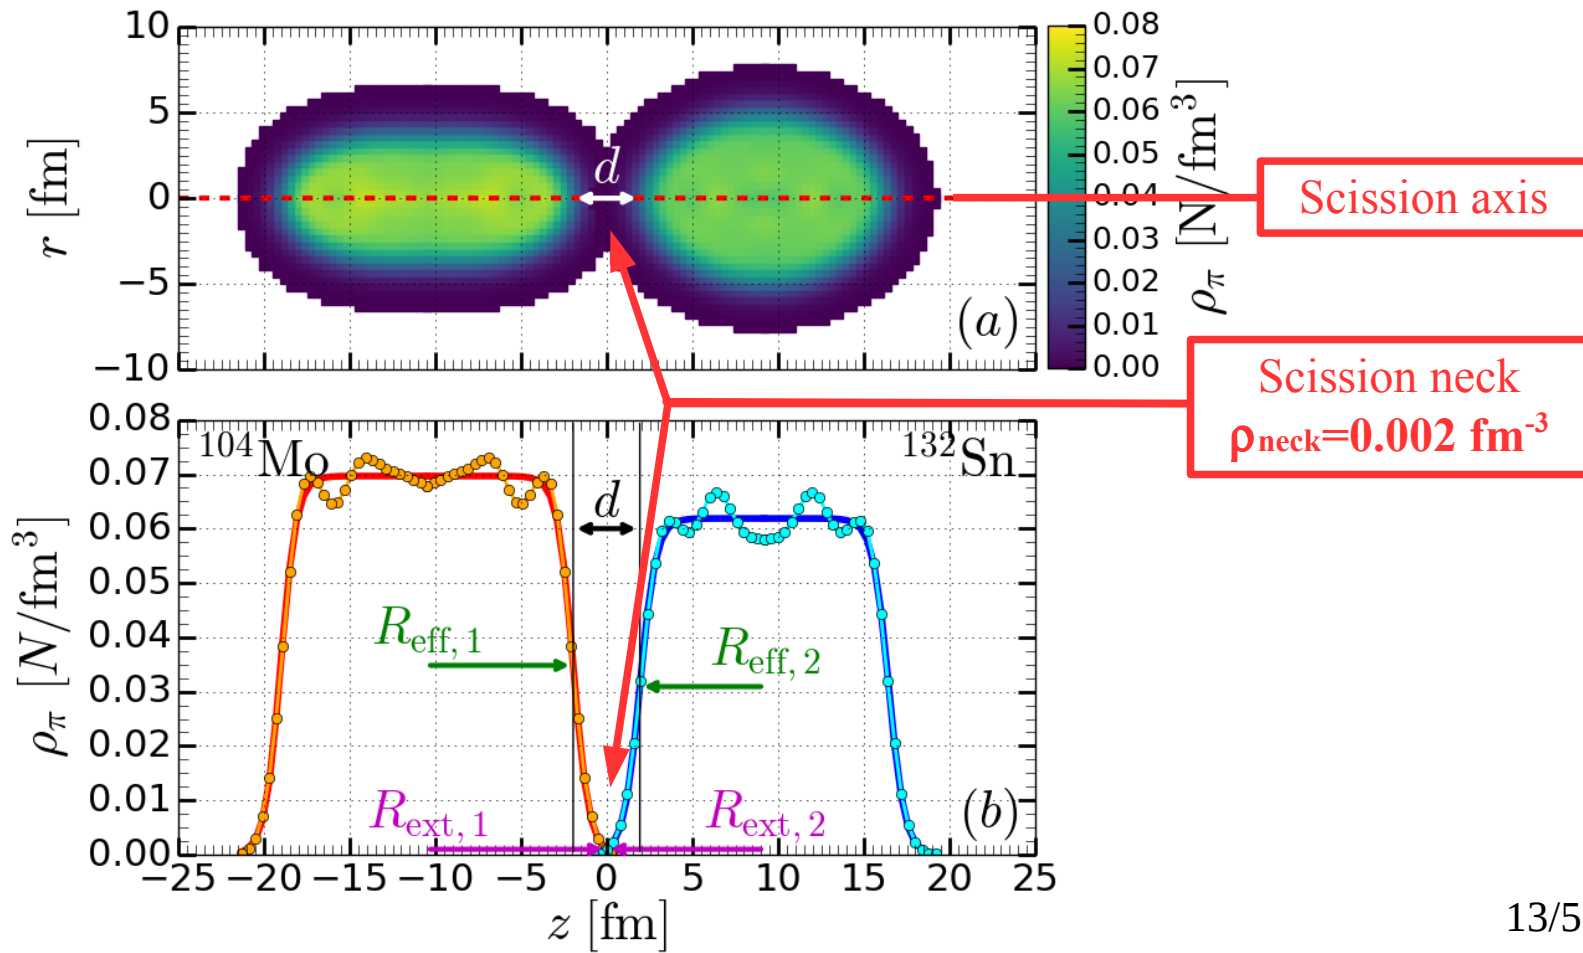 10
5
0
−5
−10
r [fm]
d
(a)
0.08
0.07
0.06
0.05
0.04
0.03
0.02
0.01
0.00
ρπ [N/fm³]
Scission axis
Scission neck
ρneck=0.002 fm⁻³
0.08
0.07
0.06
0.05
0.04
0.03
0.02
0.01
0.00
ρπ [N/fm³]
¹⁰⁴Mo
¹³²Sn
d
Reff, 1
Reff, 2
Rext, 1
Rext, 2
(b)
−25 −20 −15 −10 −5 0 5 10 15 20 25
z [fm]
13/5